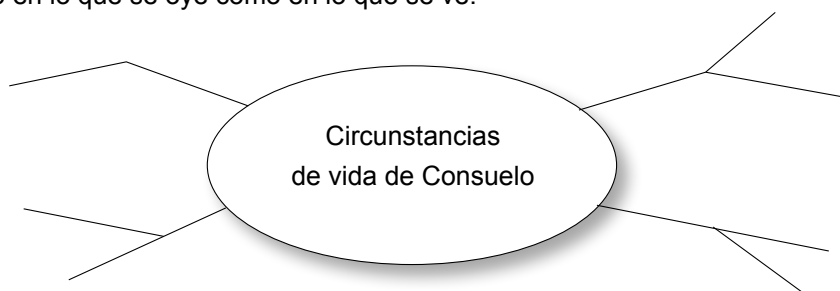 en lo que se oye como en lo que se ve.
Circunstancias
de vida de Consuelo